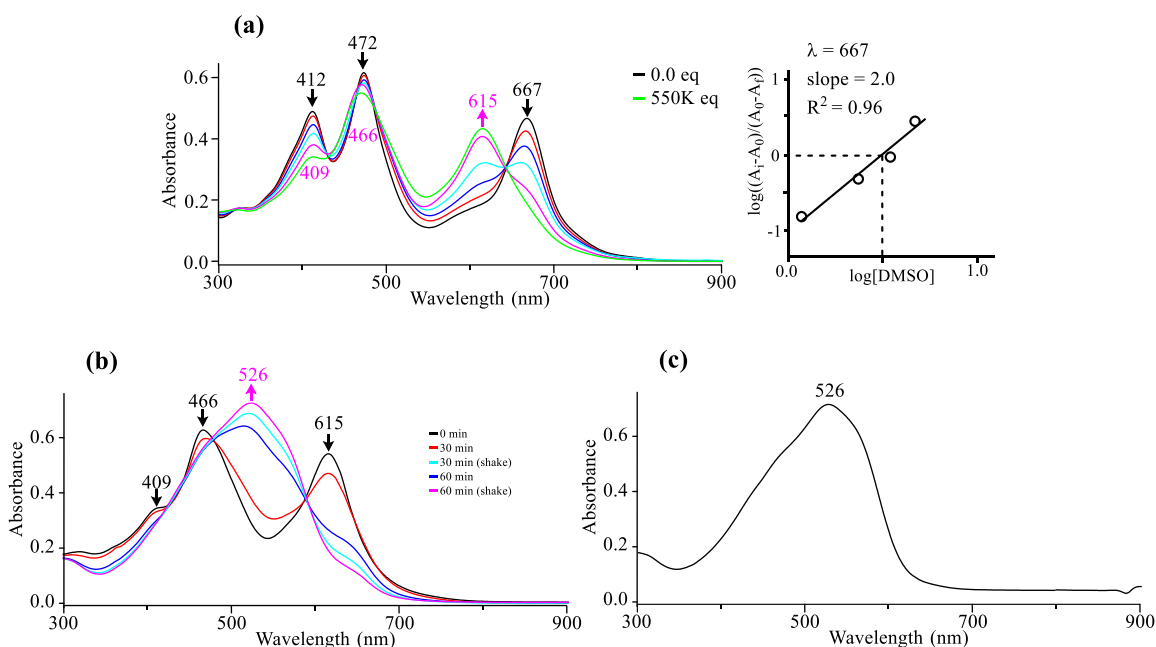 (a)
472
412
667
615
466
409
0.0 eq
550K eq
0.6
0.4
0.2
0.0
Absorbance
300
500
700
900
Wavelength (nm)
λ = 667
slope = 2.0
R² = 0.96
1
0
-1
log((Aᵢ-A₀)/(A₀-A_f))
0.0
1.0
log[DMSO]
(b)
526
466
615
409
0 min
30 min
30 min (shake)
60 min
60 min (shake)
0.6
0.4
0.2
0.0
Absorbance
300
500
700
900
Wavelength (nm)
(c)
526
0.6
0.4
0.2
0.0
Absorbance
300
500
700
900
Wavelength (nm)